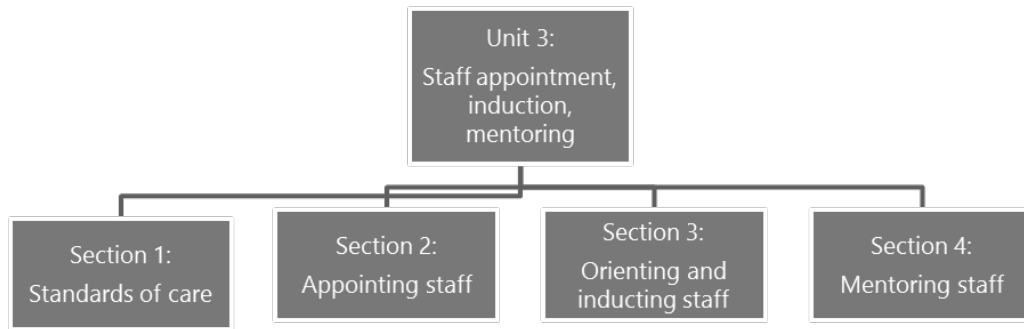 Unit 3:
Staff appointment,
induction,
mentoring
Section 1:
Standards of care
Section 2:
Appointing staff
Section 3:
Orienting and
inducting staff
Section 4:
Mentoring staff